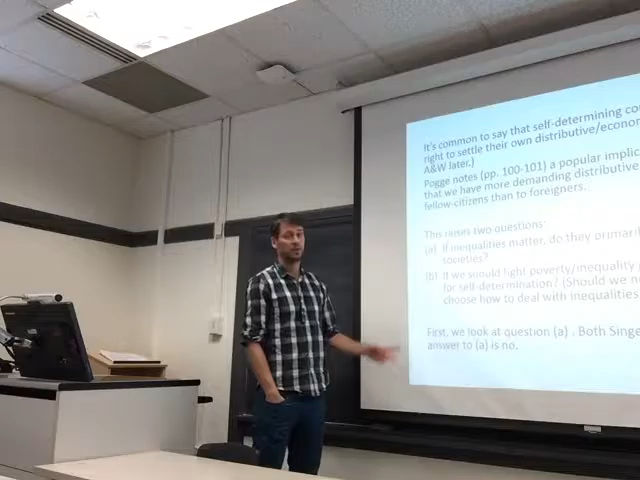 It's common to say that self-determining
right to settle their own distributive/econo
A&W later.)
Pogge notes (pp. 100-101) a popular implic
that we have more demanding distributive
fellow-citizens than to foreigners.
This raises two questions:
(a) If inequalities matter, do they primari
societies?
(b) If we should fight poverty/inequality
for self-determination? (Should we
choose how to deal with inequalities
First, we look at question (a) . Both Singe
answer to (a) is no.